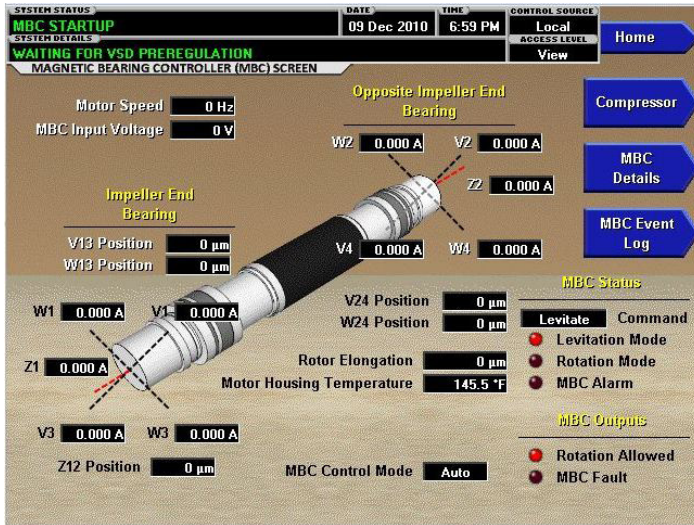 SYSTEM STATUS
MBC STARTUP
DATE
09 Dec 2010
TIME
6:59 PM
CONTROL SOURCE
Local
SYSTEM DETAILS
WAITING FOR VSD PREREGULATION
ACCESS LEVEL
View
MAGNETIC BEARING CONTROLLER (MBC) SCREEN
Home
Compressor
MBC
Details
MBC Event
Log
Motor Speed 0 Hz
MBC Input Voltage 0 V
Opposite Impeller End
Bearing
W2 0.000 A V2 0.000 A
Z2 0.000 A
V4 0.000 A W4 0.000 A
Impeller End
Bearing
V13 Position 0 µm
W13 Position 0 µm
W1 0.000 A V1 0.000 A
Z1 0.000 A
V3 0.000 A W3 0.000 A
Z12 Position 0 µm
V24 Position 0 µm
W24 Position 0 µm
Rotor Elongation 0 µm
Motor Housing Temperature 145.5 °F
MBC Control Mode Auto
MBC Status
Levitate Command
Levitation Mode
Rotation Mode
MBC Alarm
MBC Outputs
Rotation Allowed
MBC Fault